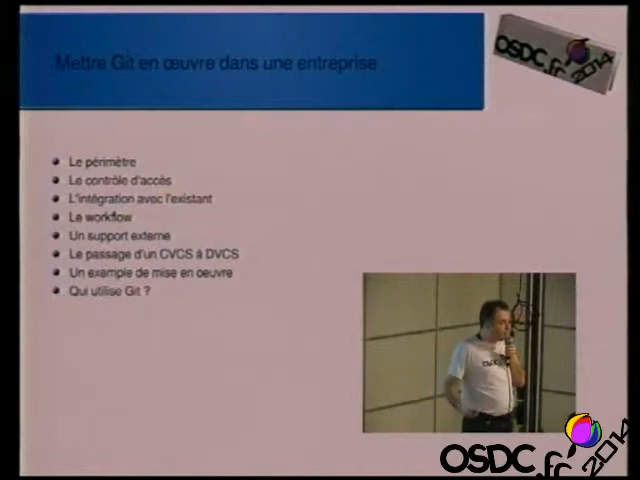 Mettre Git en œuvre dans une entreprise
OSDC.fr 2014
Le périmètre
Le contrôle d'accès
L'intégration avec l'existant
Le workflow
Un support externe
Le passage d'un CVCS à DVCS
Un exemple de mise en oeuvre
Qui utilise Git ?
OSDC.fr 2014